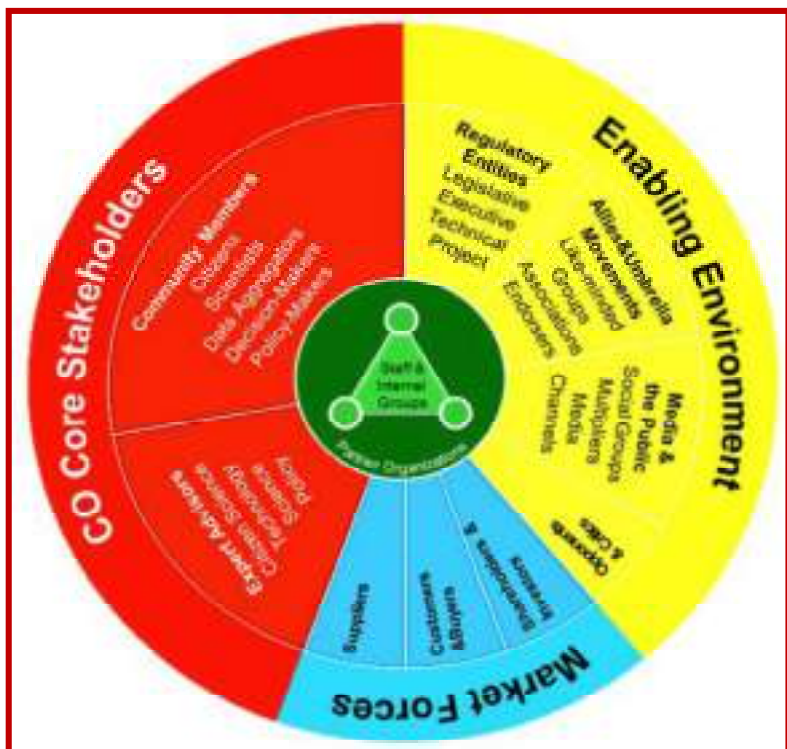 CO Core Stakeholders
Community Members
Citizens
Scientists
Data Aggregators
Decision-Makers
Policy-Makers
Expert Advisors
Citizen Science
Technology
Science
Policy
Enabling Environment
Regulatory
Entities
Legislative
Executive
Technical
Project
Allies&Umbrella
Movements
Like-minded
Groups
Associations
Endorsers
Media &
the Public
Social Groups
Multipliers
Media
Channels
Opponents
& Critics
Market Forces
Shareholders &
Investors
Customers
&Buyers
Suppliers
Staff &
Internal
Groups
Partner Organizations